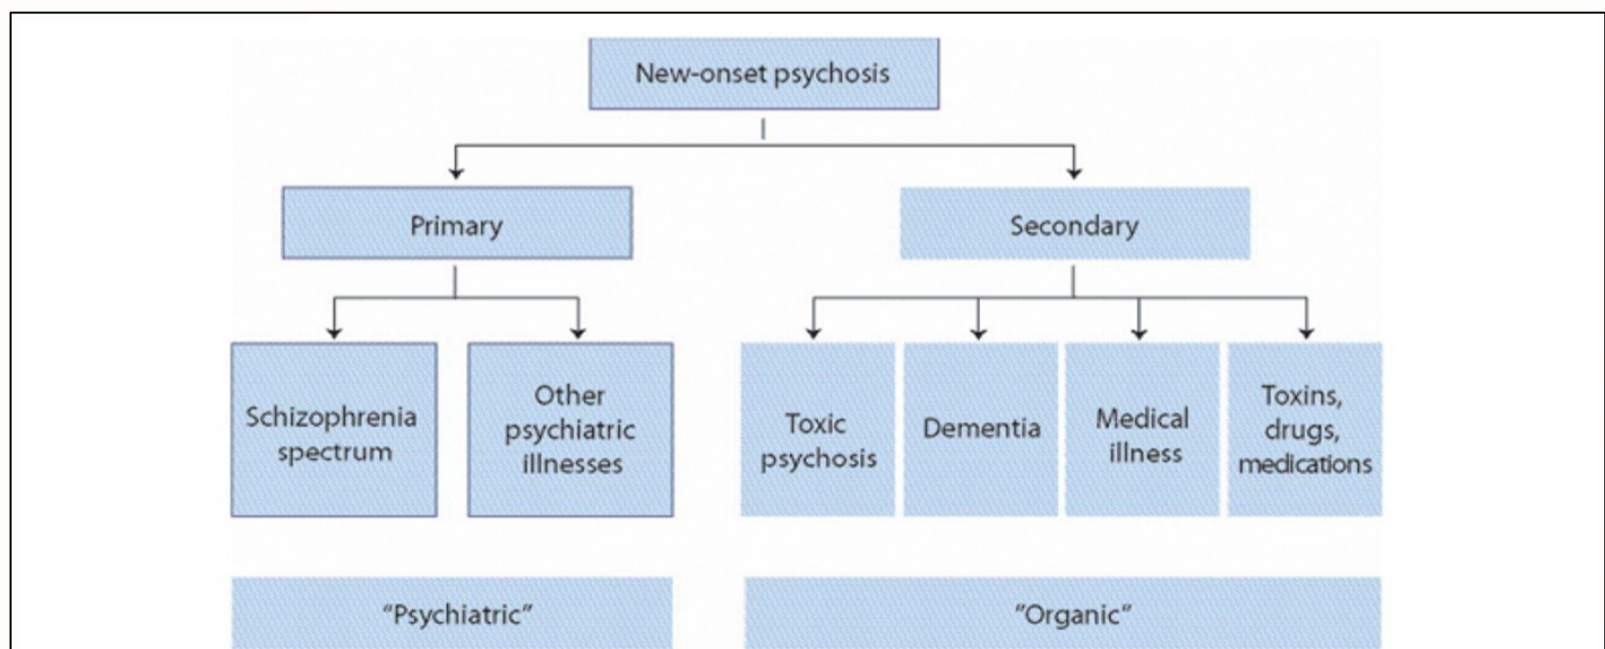 New-onset psychosis
Primary
Secondary
Schizophrenia
spectrum
Other
psychiatric
illnesses
Toxic
psychosis
Dementia
Medical
illness
Toxins,
drugs,
medications
“Psychiatric”
”Organic”